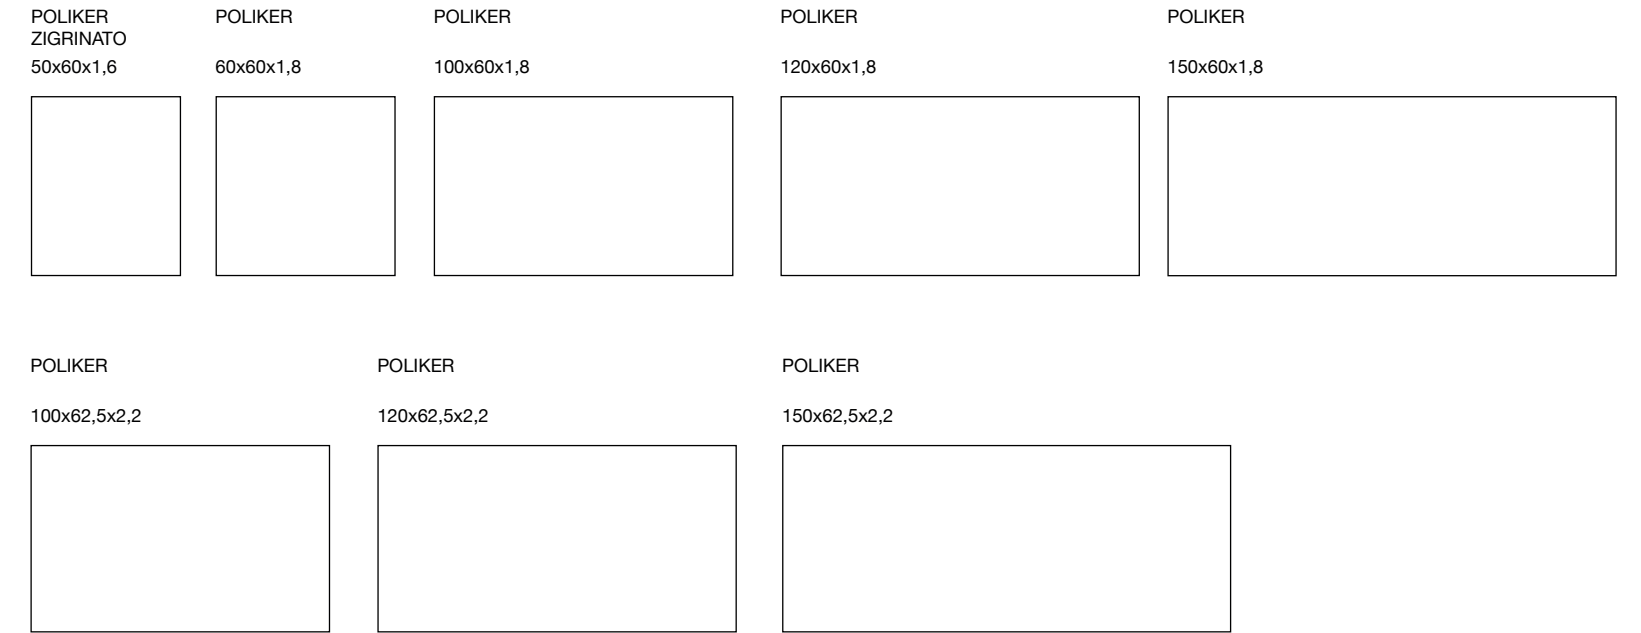 POLIKER
ZIGRINATO
50x60x1,6
POLIKER
60x60x1,8
POLIKER
100x60x1,8
POLIKER
120x60x1,8
POLIKER
150x60x1,8
POLIKER
100x62,5x2,2
POLIKER
120x62,5x2,2
POLIKER
150x62,5x2,2